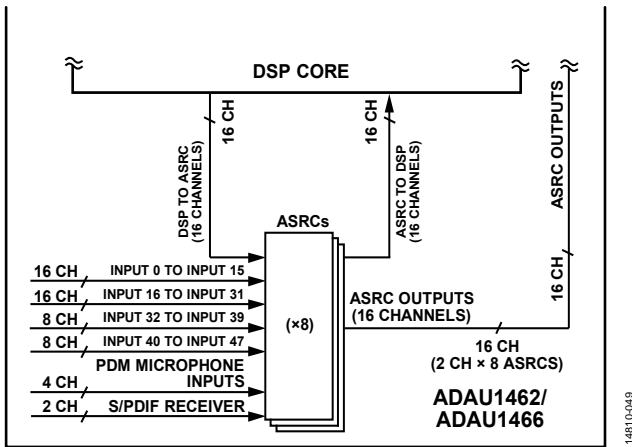 DSP CORE
16 CH
16 CH
DSP TO ASRC
(16 CHANNELS)
ASRC TO DSP
(16 CHANNELS)
ASRC OUTPUTS
16 CH
ASRCs
(×8)
16 CH
INPUT 0 TO INPUT 15
16 CH
INPUT 16 TO INPUT 31
8 CH
INPUT 32 TO INPUT 39
8 CH
INPUT 40 TO INPUT 47
PDM MICROPHONE
INPUTS
4 CH
2 CH
S/PDIF RECEIVER
ASRC OUTPUTS
(16 CHANNELS)
16 CH
(2 CH × 8 ASRCS)
ADAU1462/
ADAU1466
14810-049